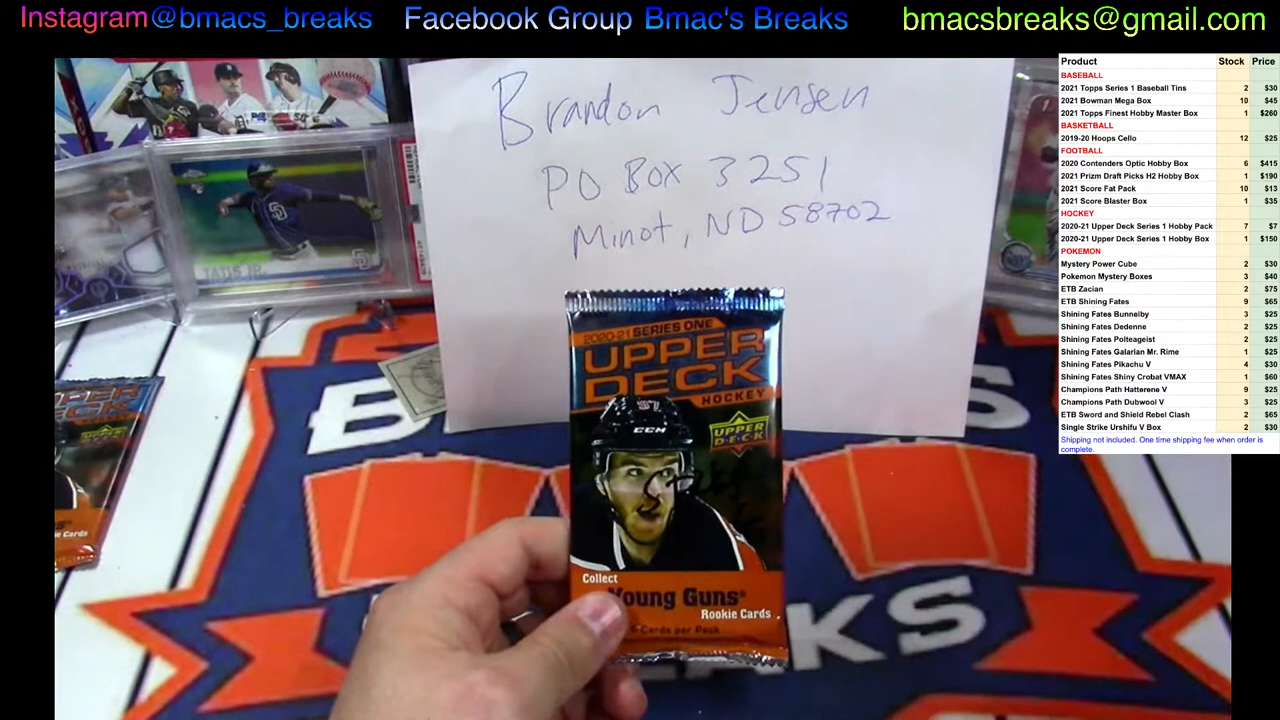 Instagram@bmacs_breaks Facebook Group Bmac's Breaks bmacsbreaks@gmail.com
Brandon Jensen
PO BOX 3251
Minot, ND 58702
TATIS JR.
SD
2020-21 SERIES ONE
UPPER
DECK
HOCKEY
97
CCM
UPPER
DECK
Collect
Young Guns®
Rookie Cards
Cards per Pack
Product Stock Price
BASEBALL
2021 Topps Series 1 Baseball Tins 2 $30
2021 Bowman Mega Box 10 $45
2021 Topps Finest Hobby Master Box 1 $260
BASKETBALL
2019-20 Hoops Cello 12 $25
FOOTBALL
2020 Contenders Optic Hobby Box 6 $415
2021 Prizm Draft Picks H2 Hobby Box 1 $190
2021 Score Fat Pack 10 $13
2021 Score Blaster Box 1 $35
HOCKEY
2020-21 Upper Deck Series 1 Hobby Pack 7 $7
2020-21 Upper Deck Series 1 Hobby Box 1 $150
POKEMON
Mystery Power Cube 2 $30
Pokemon Mystery Boxes 3 $40
ETB Zacian 2 $75
ETB Shining Fates 9 $65
Shining Fates Bunnelby 3 $25
Shining Fates Dedenne 2 $25
Shining Fates Polteageist 2 $25
Shining Fates Galarian Mr. Rime 1 $25
Shining Fates Pikachu V 4 $30
Shining Fates Shiny Crobat VMAX 1 $60
Champions Path Hatterene V 9 $25
Champions Path Dubwool V 3 $25
ETB Sword and Shield Rebel Clash 2 $65
Single Strike Urshifu V Box 2 $30
Shipping not included. One time shipping fee when order is
complete.